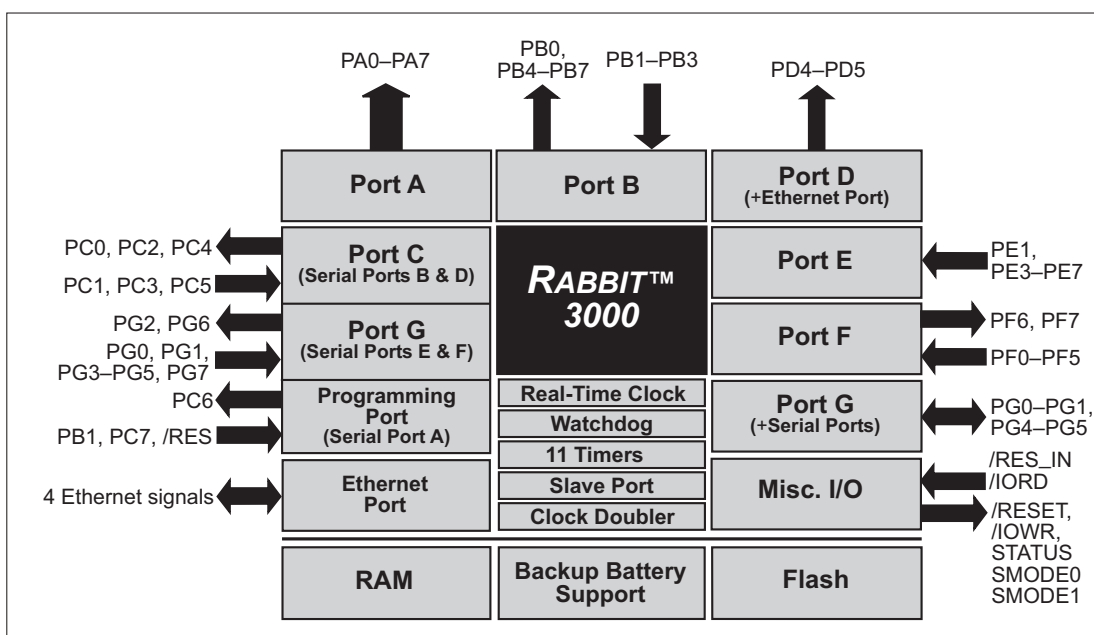 PA0–PA7
PB0,
PB4–PB7
PB1–PB3
PD4–PD5
Port A
Port B
Port D
(+Ethernet Port)
PC0, PC2, PC4
PC1, PC3, PC5
Port C
(Serial Ports B & D)
RABBIT™
3000
Port E
PE1,
PE3–PE7
PG2, PG6
PG0, PG1,
PG3–PG5, PG7
Port G
(Serial Ports E & F)
Port F
PF6, PF7
PF0–PF5
PC6
PB1, PC7, /RES
Programming
Port
(Serial Port A)
Real-Time Clock
Watchdog
11 Timers
Slave Port
Clock Doubler
Port G
(+Serial Ports)
PG0–PG1,
PG4–PG5
4 Ethernet signals
Ethernet
Port
Misc. I/O
/RES_IN
/IORD
/RESET,
/IOWR,
STATUS
SMODE0
SMODE1
RAM
Backup Battery
Support
Flash